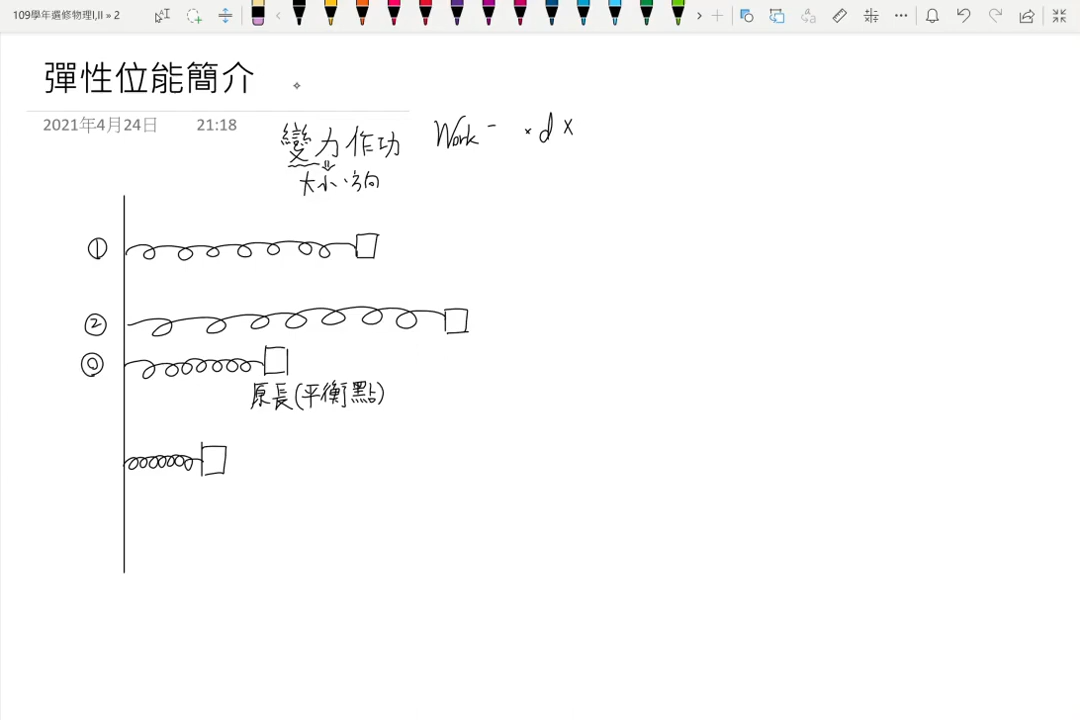 109學年選修物理I,II » 2
彈性位能簡介
2021年4月24日 21:18
變力作功 Work = × d ×
大小、方向
①
②
⓪
原長(平衡點)